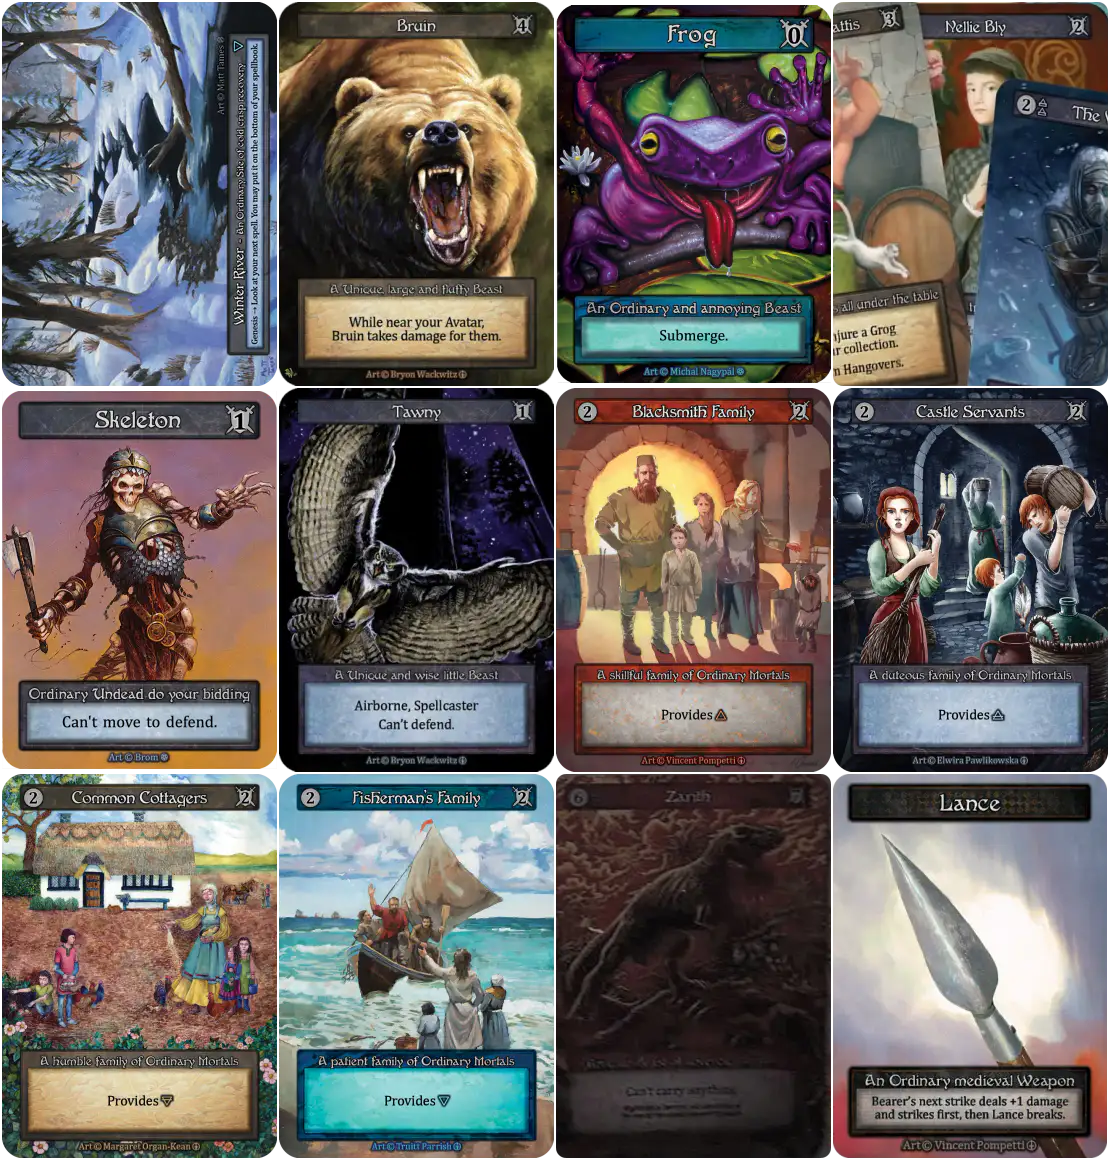 Winter River ~ An Ordinary Site of cold crisp recovery
Genesis → Look at your next spell. You may put it on the bottom of your spellbook.
Art © Matt Tames
Bruin
4
A Unique, large and fluffy Beast
While near your Avatar,
Bruin takes damage for them.
Art © Bryon Wackwitz
Frog
0
An Ordinary and annoying Beast
Submerge.
Art © Michal Nagypál
attis
3
Nellie Bly
2
2
The
all under the table
njure a Grog
collection.
Hangovers.
Skeleton
1
Ordinary Undead do your bidding
Can't move to defend.
Art © Brom
Tawny
1
A Unique and wise little Beast
Airborne, Spellcaster
Can't defend.
Art © Bryon Wackwitz
2
Blacksmith Family
2
A skillful family of Ordinary Mortals
Provides
Art © Vincent Pompetti
2
Castle Servants
2
A duteous family of Ordinary Mortals
Provides
Art © Elwira Pawlikowska
2
Common Cottagers
2
A humble family of Ordinary Mortals
Provides
Art © Margaret Organ-Kean
2
Fisherman's Family
2
A patient family of Ordinary Mortals
Provides
Art © Truitt Parrish
6
Zanth
Can't carry anything.
Lance
An Ordinary medieval Weapon
Bearer's next strike deals +1 damage
and strikes first, then Lance breaks.
Art © Vincent Pompetti